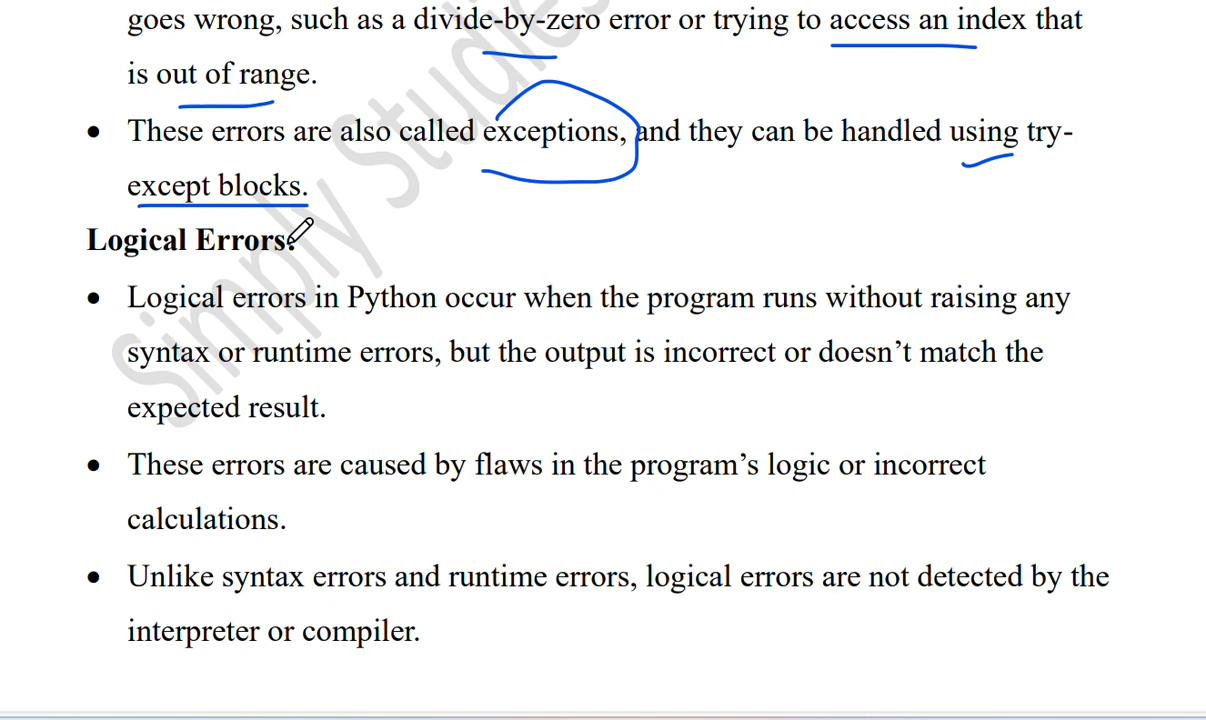 goes wrong, such as a divide-by-zero error or trying to access an index that
is out of range.
• These errors are also called exceptions, and they can be handled using try-
except blocks.
Logical Errors:
• Logical errors in Python occur when the program runs without raising any
syntax or runtime errors, but the output is incorrect or doesn’t match the
expected result.
• These errors are caused by flaws in the program’s logic or incorrect
calculations.
• Unlike syntax errors and runtime errors, logical errors are not detected by the
interpreter or compiler.
Simply Studies